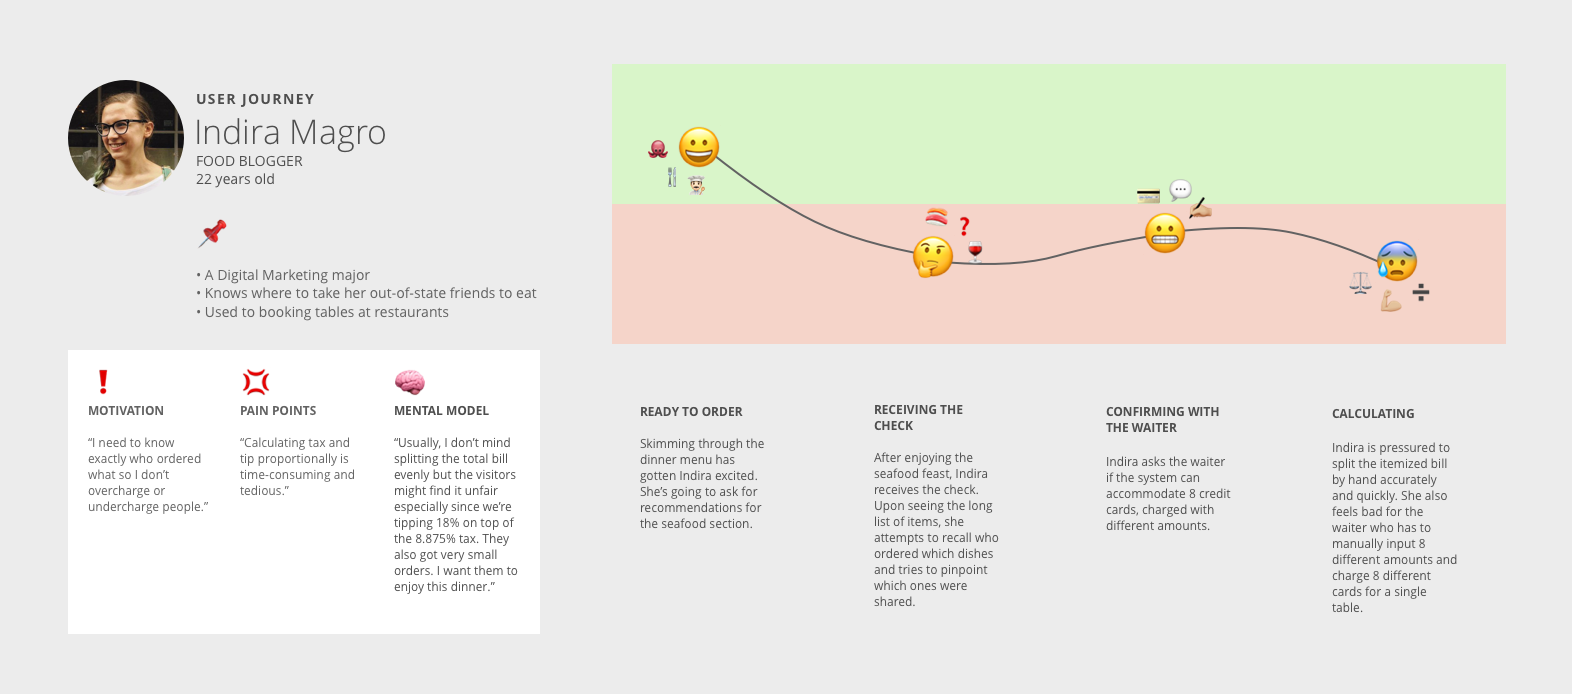 USER JOURNEY
Indira Magro
FOOD BLOGGER
22 years old
• A Digital Marketing major
• Knows where to take her out-of-state friends to eat
• Used to booking tables at restaurants
MOTIVATION
“I need to know
exactly who ordered
what so I don’t
overcharge or
undercharge people.”
PAIN POINTS
“Calculating tax and
tip proportionally is
time-consuming and
tedious.”
MENTAL MODEL
“Usually, I don’t mind
splitting the total bill
evenly but the visitors
might find it unfair
especially since we’re
tipping 18% on top of
the 8.875% tax. They
also got very small
orders. I want them to
enjoy this dinner.”
READY TO ORDER
Skimming through the
dinner menu has
gotten Indira excited.
She’s going to ask for
recommendations for
the seafood section.
RECEIVING THE
CHECK
After enjoying the
seafood feast, Indira
receives the check.
Upon seeing the long
list of items, she
attempts to recall who
ordered which dishes
and tries to pinpoint
which ones were
shared.
CONFIRMING WITH
THE WAITER
Indira asks the waiter
if the system can
accommodate 8 credit
cards, charged with
different amounts.
CALCULATING
Indira is pressured to
split the itemized bill
by hand accurately
and quickly. She also
feels bad for the
waiter who has to
manually input 8
different amounts and
charge 8 different
cards for a single
table.